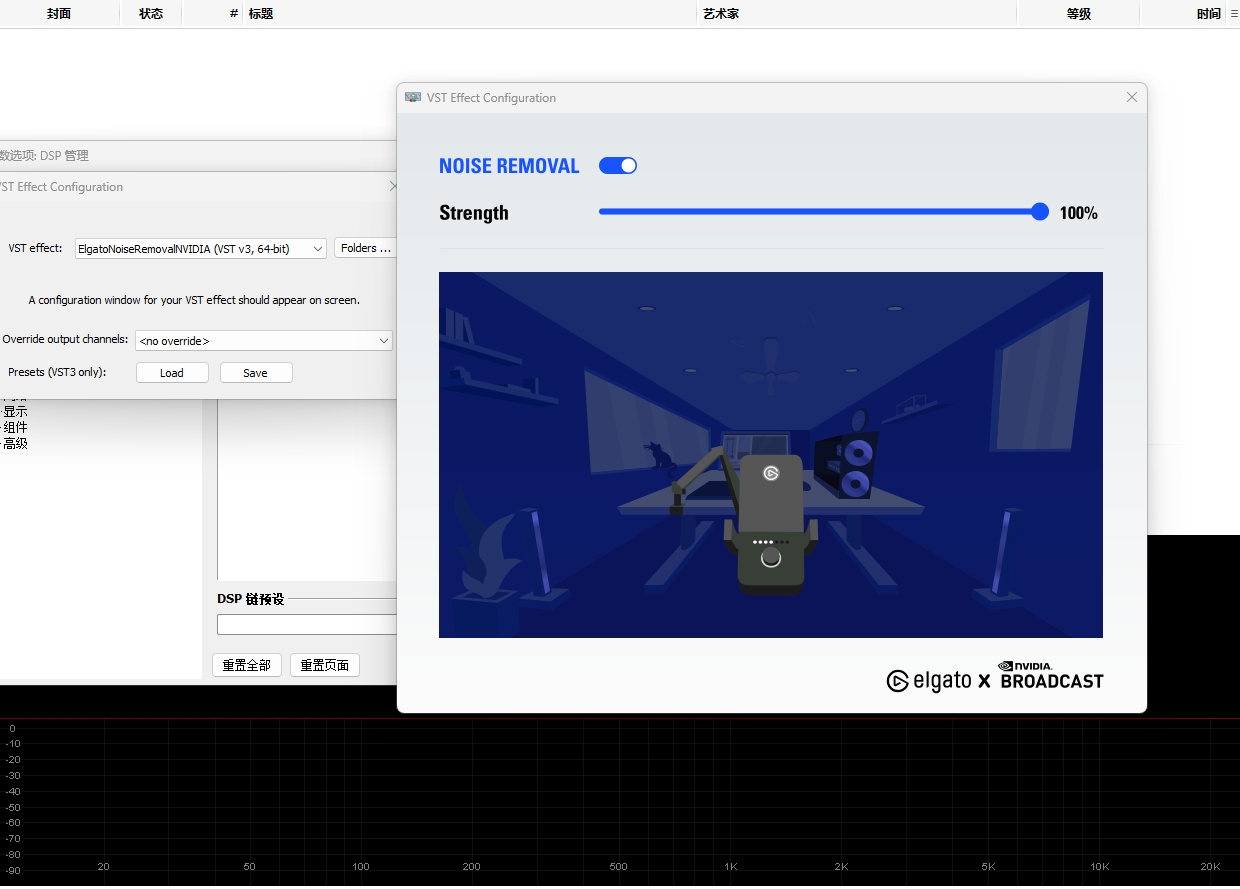 封面 状态 # 标题 艺术家 等级 时间
VST Effect Configuration
数选项: DSP 管理
VST Effect Configuration
NOISE REMOVAL
Strength 100%
VST effect: ElgatoNoiseRemovalNVIDIA (VST v3, 64-bit) Folders ...
A configuration window for your VST effect should appear on screen.
Override output channels: <no override>
Presets (VST3 only): Load Save
显示
组件
高级
DSP 链预设
重置全部 重置页面
elgato X NVIDIA. BROADCAST
0
-10
-20
-30
-40
-50
-60
-70
-80
-90
20 50 100 200 500 1K 2K 5K 10K 20K